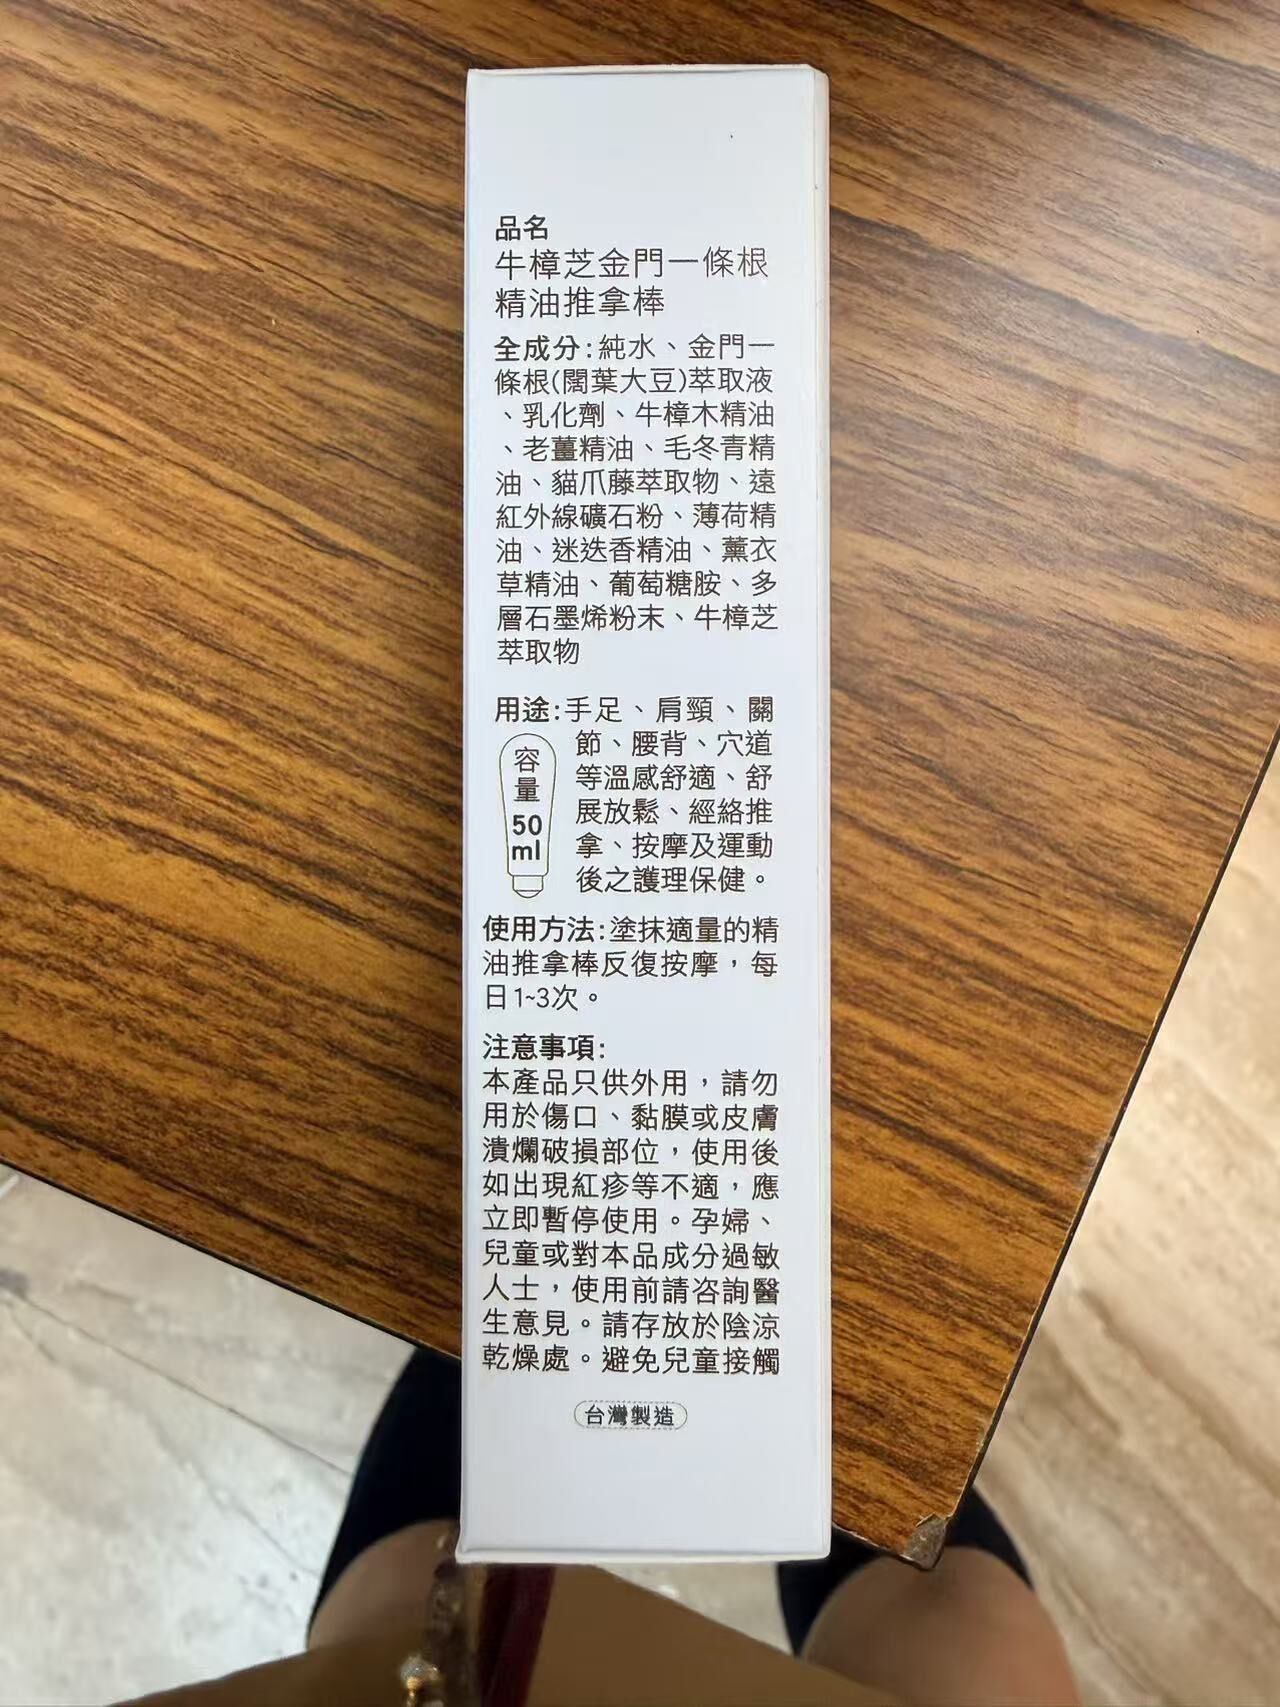 品名
牛樟芝金門一條根
精油推拿棒
全成分:純水、金門一
條根(闊葉大豆)萃取液
、乳化劑、牛樟木精油
、老薑精油、毛冬青精
油、貓爪藤萃取物、遠
紅外線礦石粉、薄荷精
油、迷迭香精油、薰衣
草精油、葡萄糖胺、多
層石墨烯粉末、牛樟芝
萃取物
用途:手足、肩頸、關
節、腰背、穴道
等溫感舒適、舒
展放鬆、經絡推
拿、按摩及運動
後之護理保健。
容
量
50
ml
使用方法:塗抹適量的精
油推拿棒反復按摩，每
日1~3次。
注意事項:
本產品只供外用，請勿
用於傷口、黏膜或皮膚
潰爛破損部位，使用後
如出現紅疹等不適，應
立即暫停使用。孕婦、
兒童或對本品成分過敏
人士，使用前請咨詢醫
生意見。請存放於陰涼
乾燥處。避免兒童接觸
台灣製造